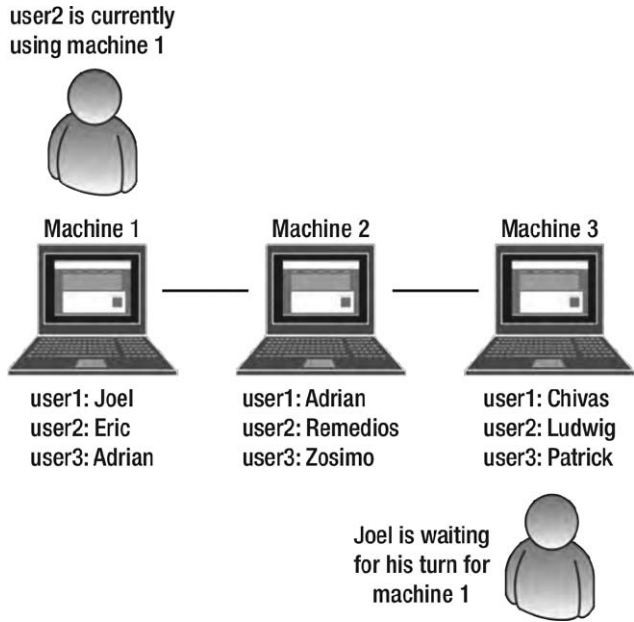 user2 is currently
using machine 1
Machine 1
Machine 2
Machine 3
user1: Joel
user2: Eric
user3: Adrian
user1: Adrian
user2: Remedios
user3: Zosimo
user1: Chivas
user2: Ludwig
user3: Patrick
Joel is waiting
for his turn for
machine 1